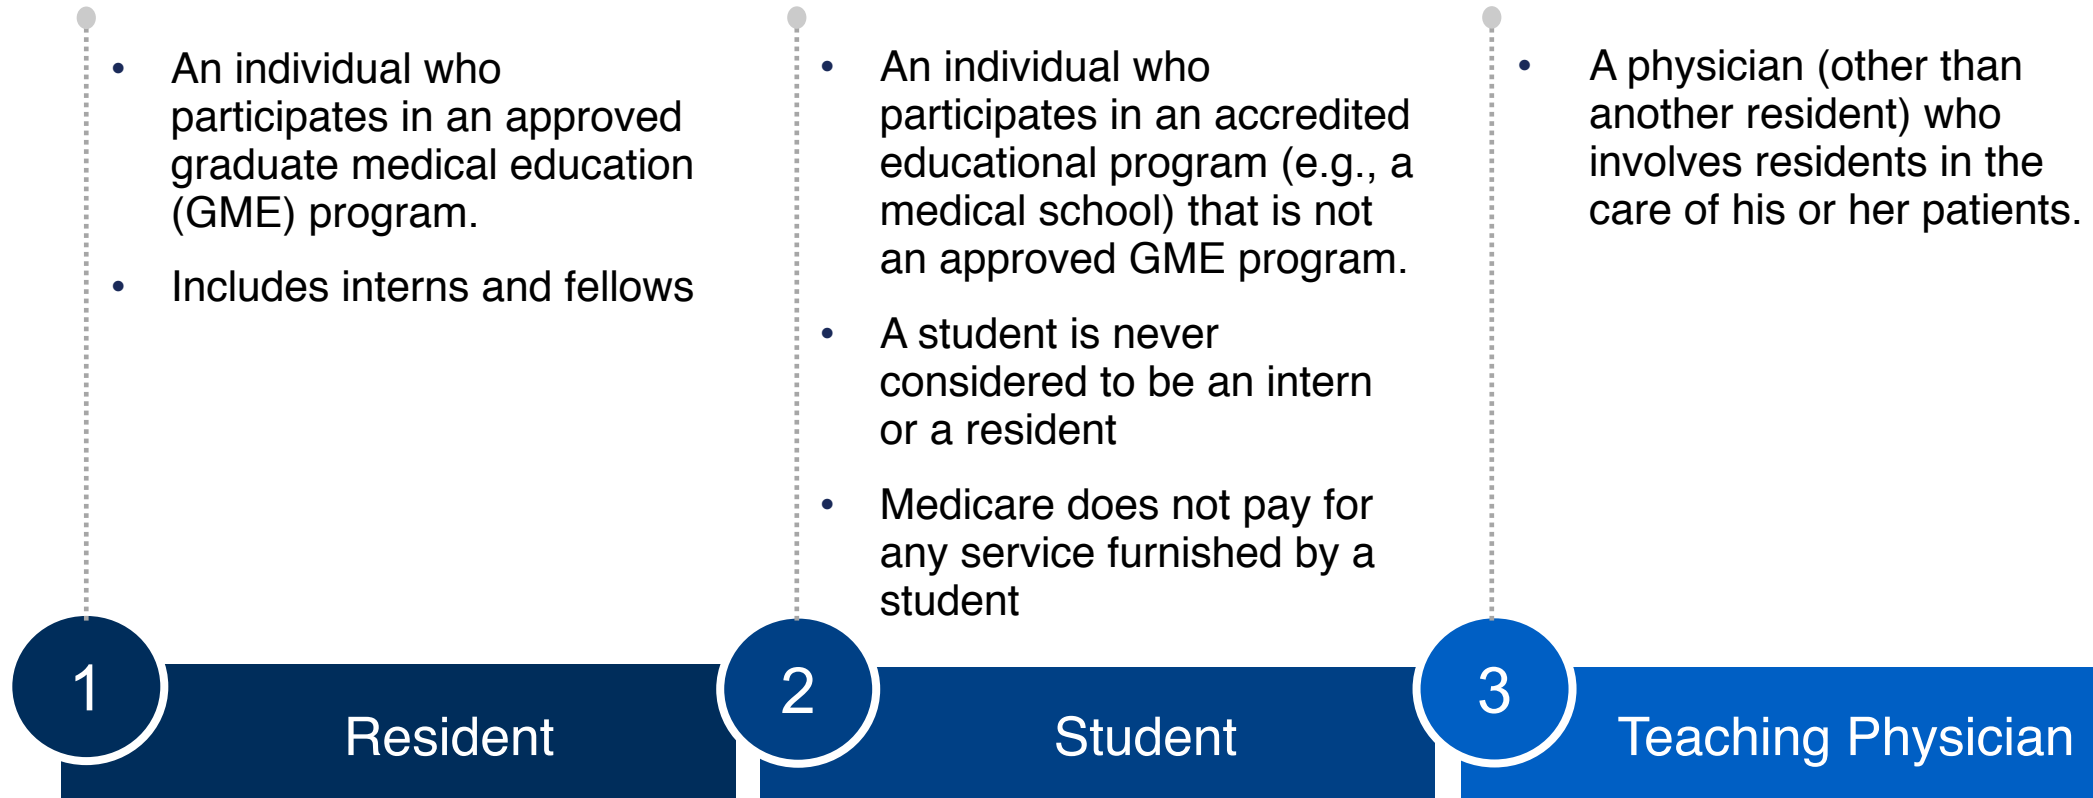 • An individual who
participates in an approved
graduate medical education
(GME) program.
• Includes interns and fellows
1
Resident
• An individual who
participates in an accredited
educational program (e.g., a
medical school) that is not
an approved GME program.
• A student is never
considered to be an intern
or a resident
• Medicare does not pay for
any service furnished by a
student
2
Student
• A physician (other than
another resident) who
involves residents in the
care of his or her patients.
3
Teaching Physician